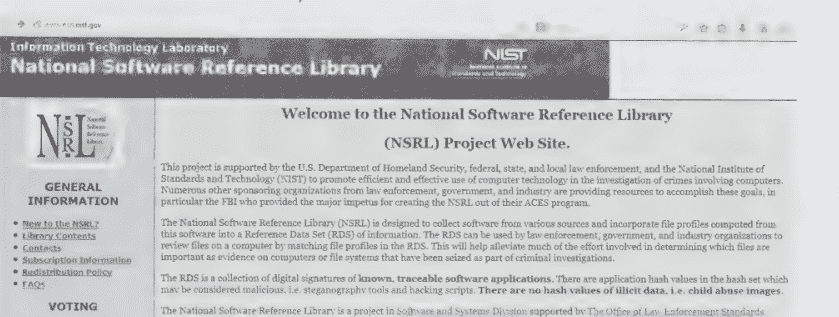 nist.gov
Information Technology Laboratory
National Software Reference Library
NIST
National Institute of
Standards and Technology
NSRL
National
Software
Reference
Library
GENERAL
INFORMATION
New to the NSRL?
Library Contents
Contacts
Subscription Information
Redistribution Policy
FAQs
VOTING
Welcome to the National Software Reference Library
(NSRL) Project Web Site.
This project is supported by the U.S. Department of Homeland Security, federal, state, and local law enforcement, and the National Institute of
Standards and Technology (NIST) to promote efficient and effective use of computer technology in the investigation of crimes involving computers.
Numerous other sponsoring organizations from law enforcement, government, and industry are providing resources to accomplish these goals, in
particular the FBI who provided the major impetus for creating the NSRL out of their ACES program.
The National Software Reference Library (NSRL) is designed to collect software from various sources and incorporate file profiles computed from
this software into a Reference Data Set (RDS) of information. The RDS can be used by law enforcement, government, and industry organizations to
review files on a computer by matching file profiles in the RDS. This will help alleviate much of the effort involved in determining which files are
important as evidence on computers or file systems that have been seized as part of criminal investigations.
The RDS is a collection of digital signatures of known, traceable software applications. There are application hash values in the hash set which
may be considered malicious, i.e. steganography tools and hacking scripts. There are no hash values of illicit data, i.e. child abuse images.
The National Software Reference Library is a project in Software and Systems Division supported by The Office of Law Enforcement Standards